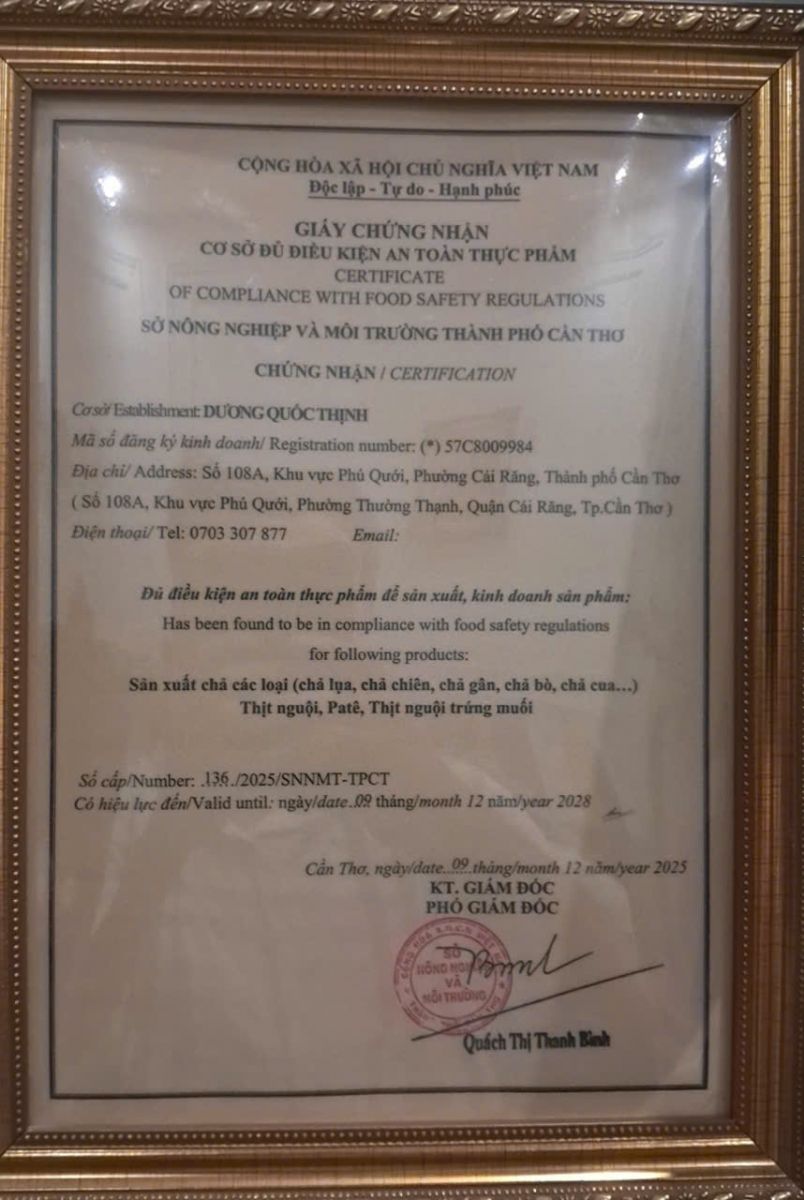 CỘNG HÒA XÃ HỘI CHỦ NGHĨA VIỆT NAM
Độc lập - Tự do - Hạnh phúc
GIẤY CHỨNG NHẬN
CƠ SỞ ĐỦ ĐIỀU KIỆN AN TOÀN THỰC PHẨM
CERTIFICATE
OF COMPLIANCE WITH FOOD SAFETY REGULATIONS
SỞ NÔNG NGHIỆP VÀ MÔI TRƯỜNG THÀNH PHỐ CẦN THƠ
CHỨNG NHẬN / CERTIFICATION
Cơ sở/ Establishment: DƯƠNG QUỐC THỊNH
Mã số đăng ký kinh doanh/ Registration number: (*) 57C8009984
Địa chỉ/ Address: Số 108A, Khu vực Phú Quới, Phường Cái Răng, Thành phố Cần Thơ
( Số 108A, Khu vực Phú Quới, Phường Thường Thạnh, Quận Cái Răng, Tp.Cần Thơ )
Điện thoại/ Tel: 0703 307 877 Email:
Đủ điều kiện an toàn thực phẩm để sản xuất, kinh doanh sản phẩm:
Has been found to be in compliance with food safety regulations
for following products:
Sản xuất chả các loại (chả lụa, chả chiên, chả gân, chả bò, chả cua...)
Thịt nguội, Patê, Thịt nguội trứng muối
Số cấp/Number: .136./2025/SNNMT-TPCT
Có hiệu lực đến/Valid until: ngày/date..09 tháng/month 12 năm/year 2028
Cần Thơ, ngày/date..09.tháng/month 12 năm/year 2025
KT. GIÁM ĐỐC
PHÓ GIÁM ĐỐC
SỞ
NÔNG NGHIỆP
VÀ
MÔI TRƯỜNG
Quách Thị Thanh Bình